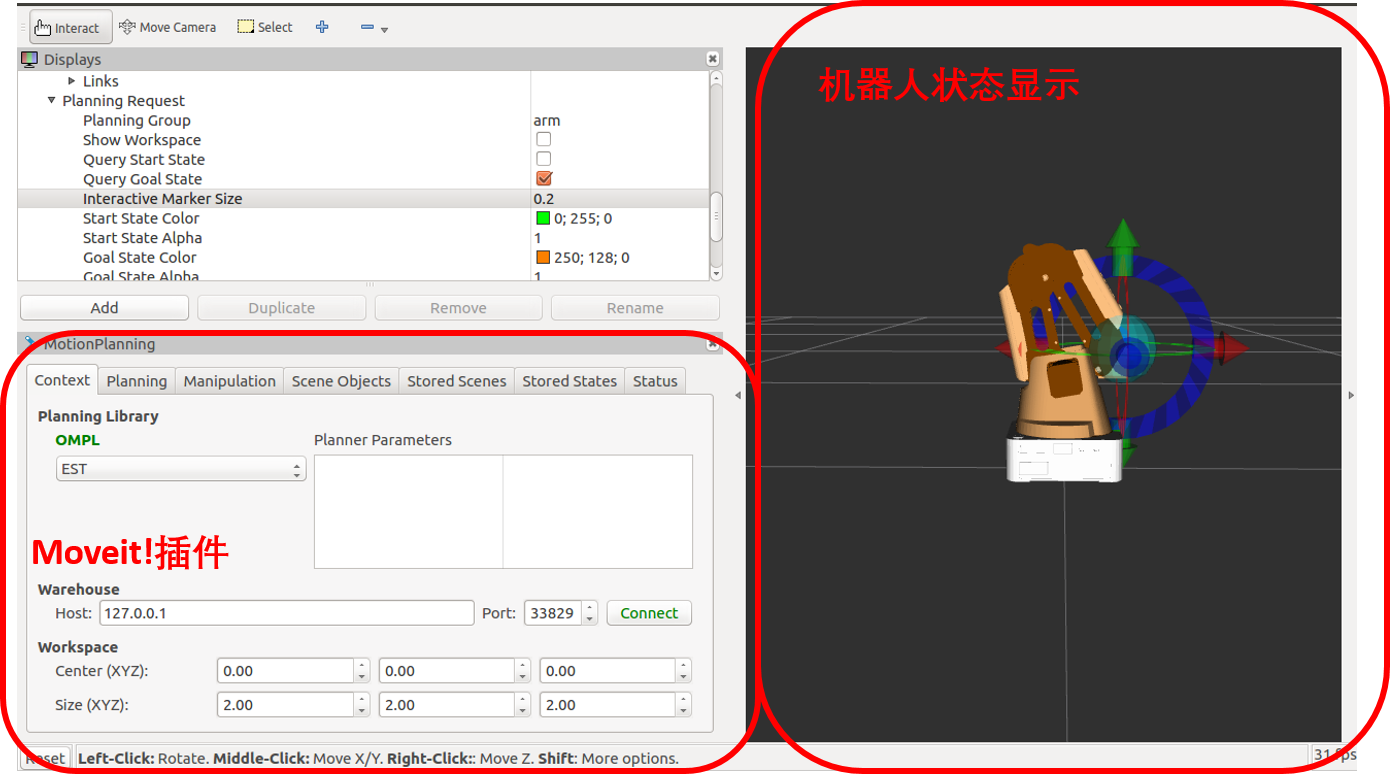 Interact Move Camera Select
Displays
Links
Planning Request
Planning Group arm
Show Workspace
Query Start State
Query Goal State
Interactive Marker Size 0.2
Start State Color 0; 255; 0
Start State Alpha 1
Goal State Color 250; 128; 0
Goal State Alpha 1
Add Duplicate Remove Rename
MotionPlanning
Context Planning Manipulation Scene Objects Stored Scenes Stored States Status
Planning Library
OMPL Planner Parameters
EST
Moveit!插件
Warehouse
Host: 127.0.0.1 Port: 33829 Connect
Workspace
Center (XYZ): 0.00 0.00 0.00
Size (XYZ): 2.00 2.00 2.00
Reset Left-Click: Rotate. Middle-Click: Move X/Y. Right-Click:: Move Z. Shift: More options.
机器人状态显示
31 fps